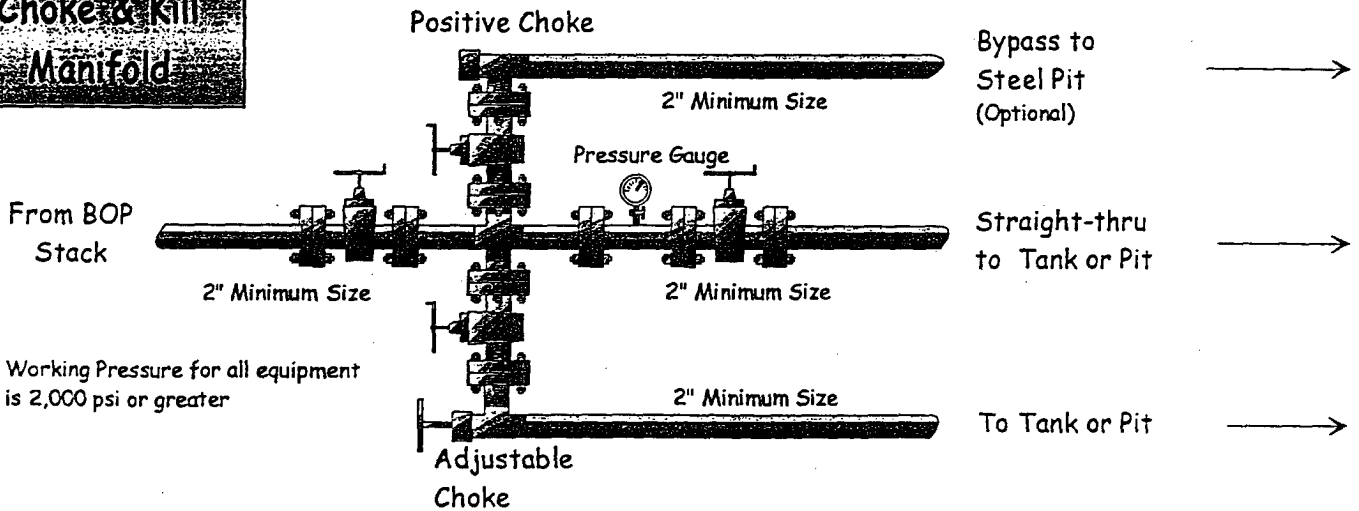 Choke & Kill
Manifold
Positive Choke
Bypass to
Steel Pit
(Optional)
2" Minimum Size
Pressure Gauge
From BOP
Stack
Straight-thru
to Tank or Pit
2" Minimum Size
2" Minimum Size
Working Pressure for all equipment
is 2,000 psi or greater
2" Minimum Size
To Tank or Pit
Adjustable
Choke